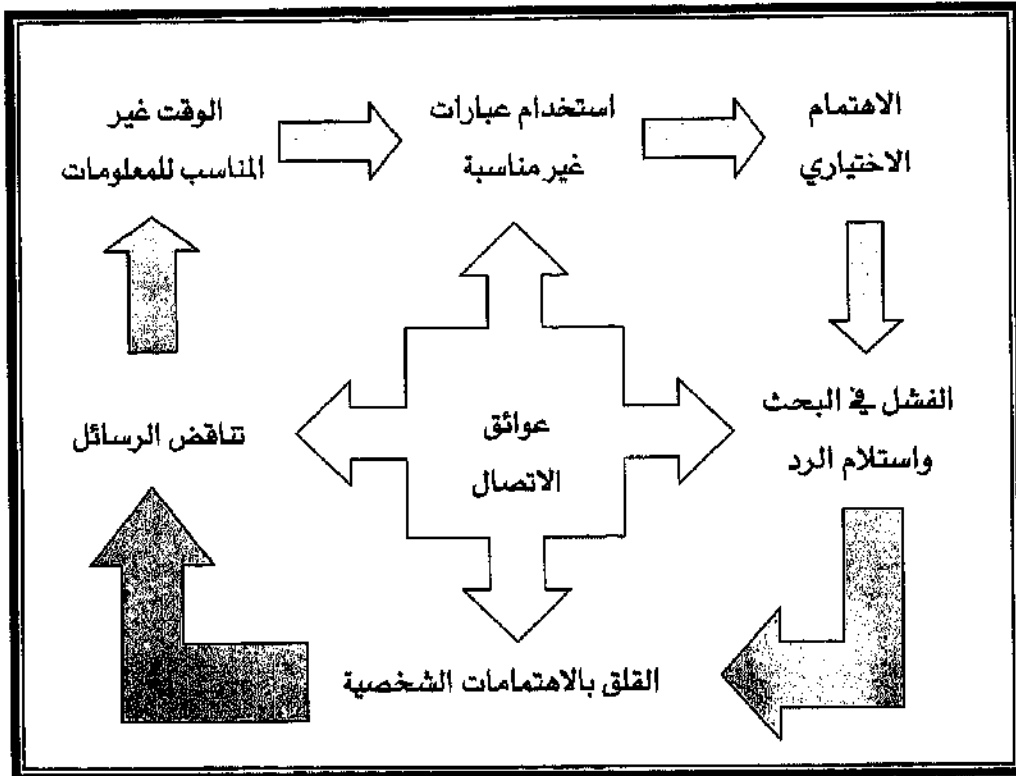 الاهتمام
الاختياري
استخدام عبارات
غير مناسبة
الوقت غير
المناسب للمعلومات
الفشل في البحث
واستلام الرد
عوائق
الاتصال
تناقض الرسائل
القلق بالاهتمامات الشخصية